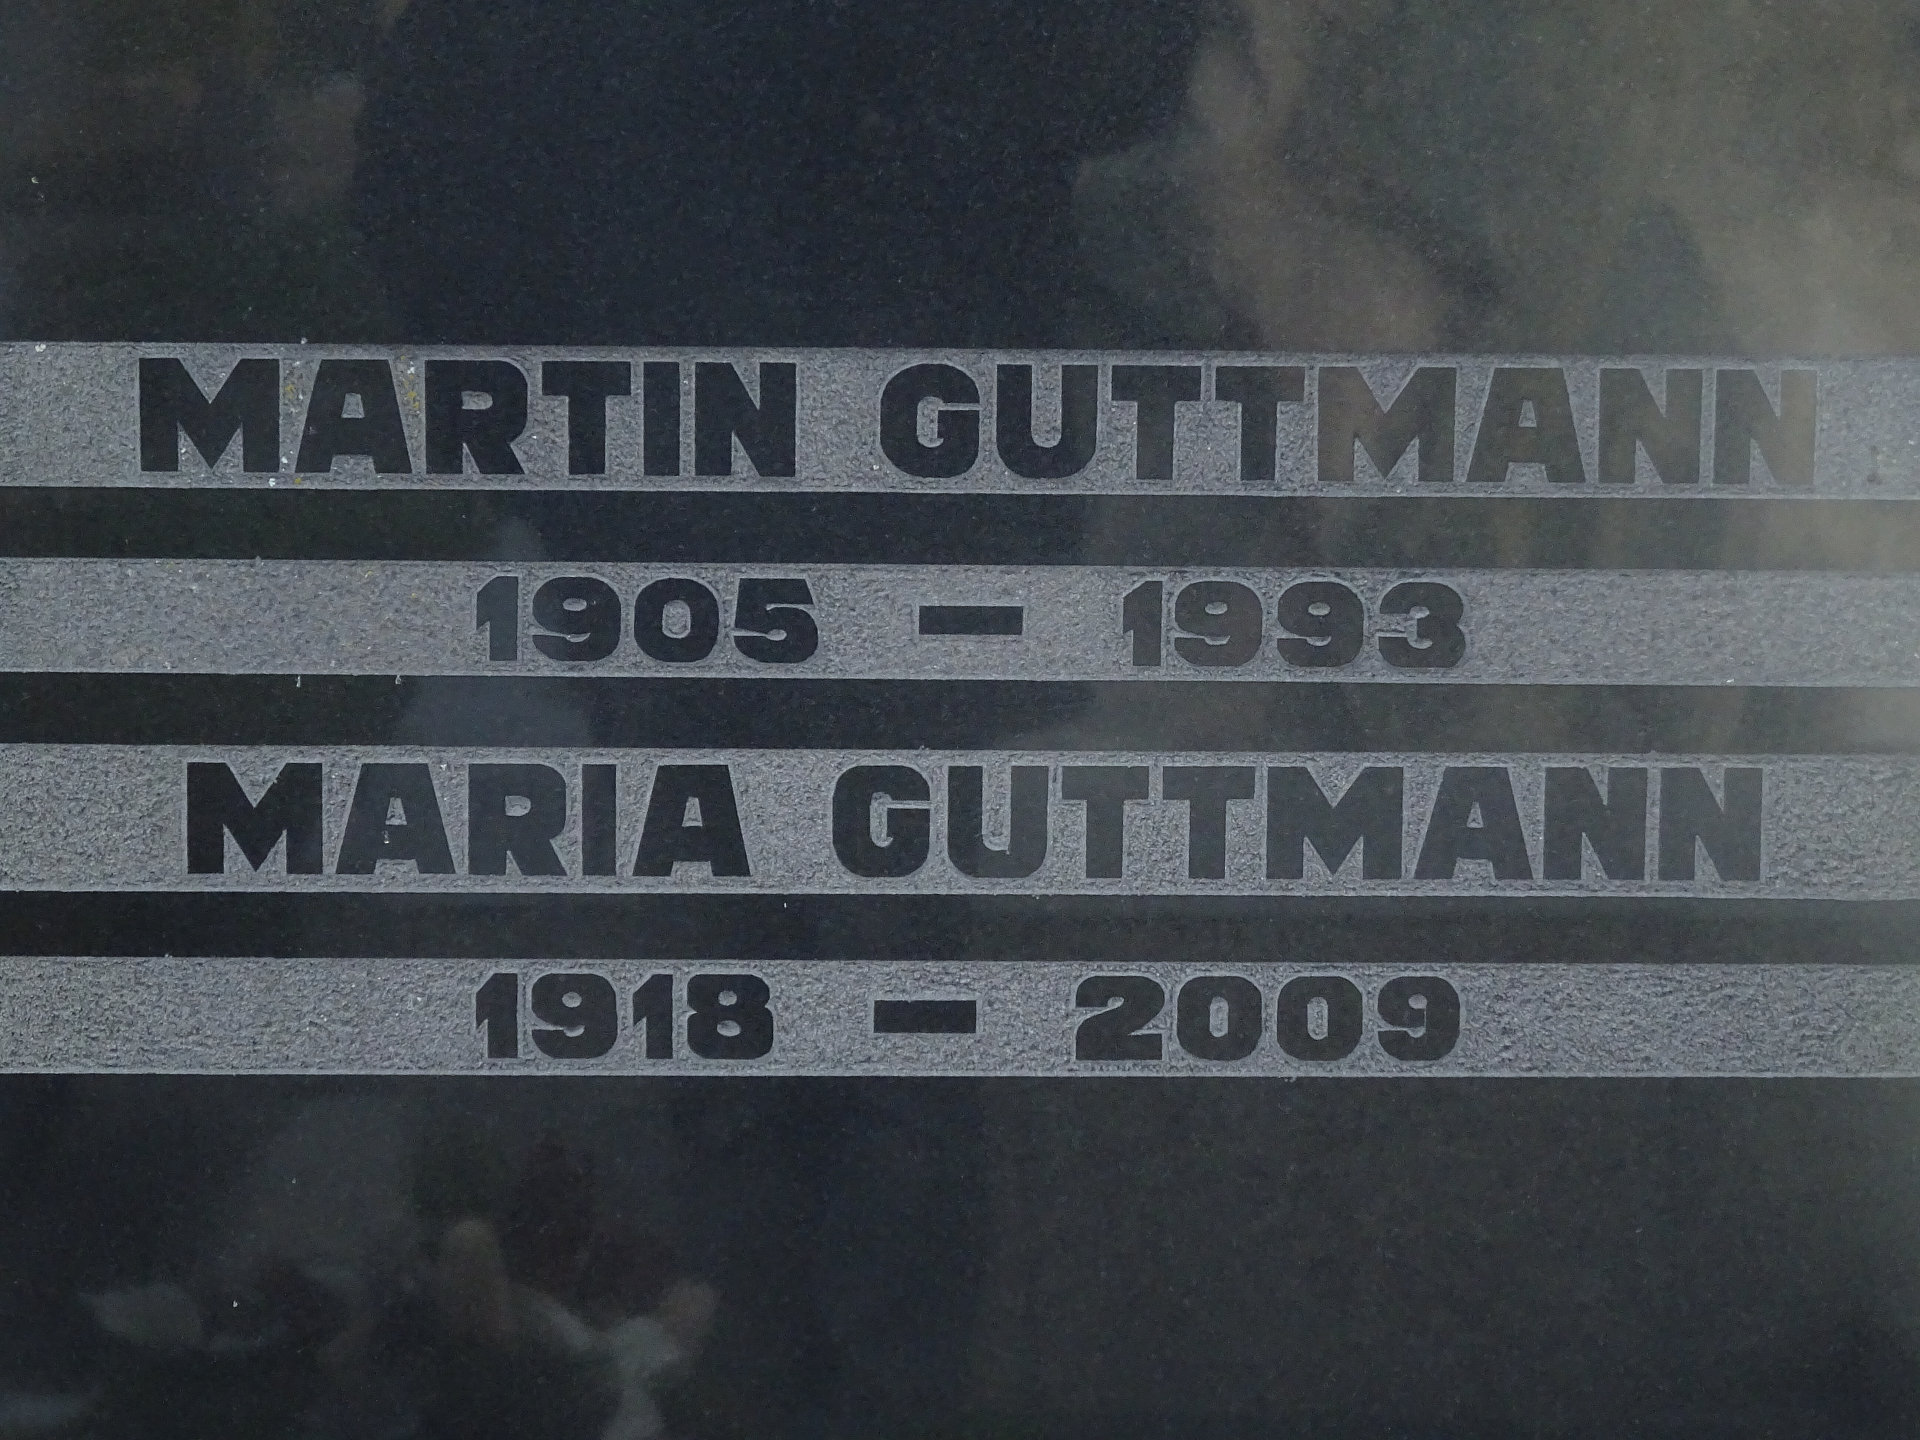 MARTIN GUTTMANN
1905 – 1993
MARIA GUTTMANN
1918 – 2009